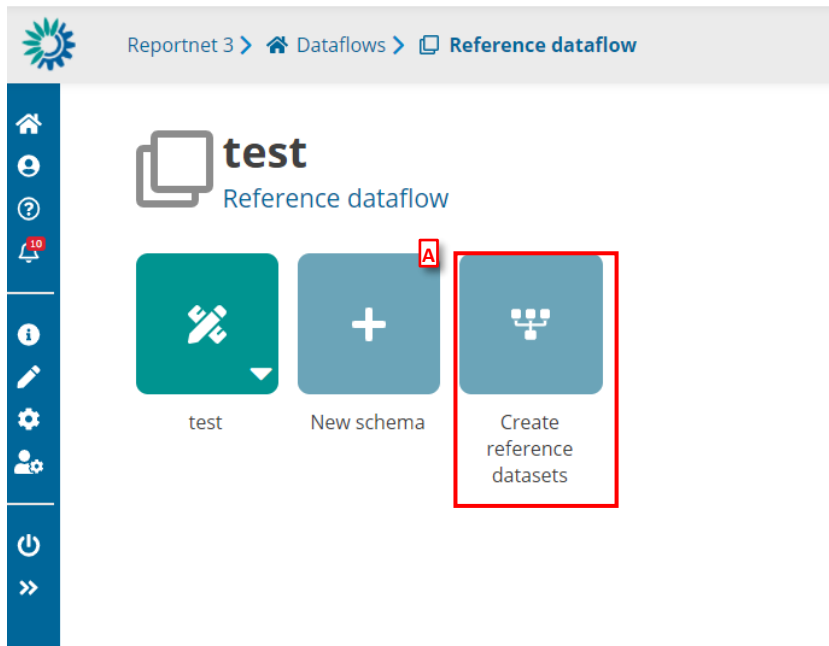 Reportnet 3 Dataflows Reference dataflow
test
Reference dataflow
10
A
test
New schema
Create
reference
datasets